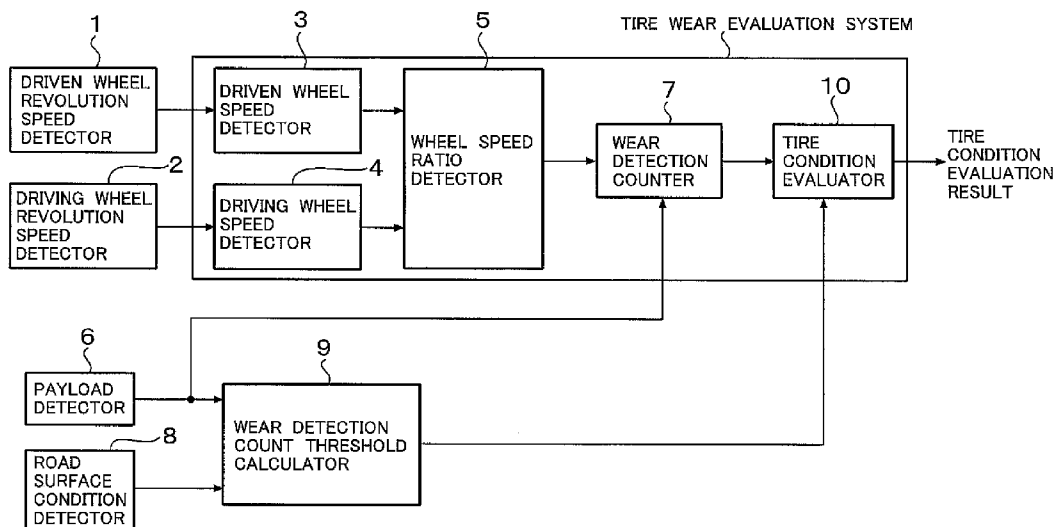 TIRE WEAR EVALUATION SYSTEM
1
DRIVEN WHEEL
REVOLUTION
SPEED
DETECTOR
3
DRIVEN WHEEL
SPEED
DETECTOR
5
WHEEL SPEED
RATIO
DETECTOR
7
WEAR
DETECTION
COUNTER
10
TIRE
CONDITION
EVALUATOR
TIRE
CONDITION
EVALUATION
RESULT
2
DRIVING WHEEL
REVOLUTION
SPEED
DETECTOR
4
DRIVING WHEEL
SPEED
DETECTOR
6
PAYLOAD
DETECTOR
9
WEAR DETECTION
COUNT THRESHOLD
CALCULATOR
8
ROAD
SURFACE
CONDITION
DETECTOR